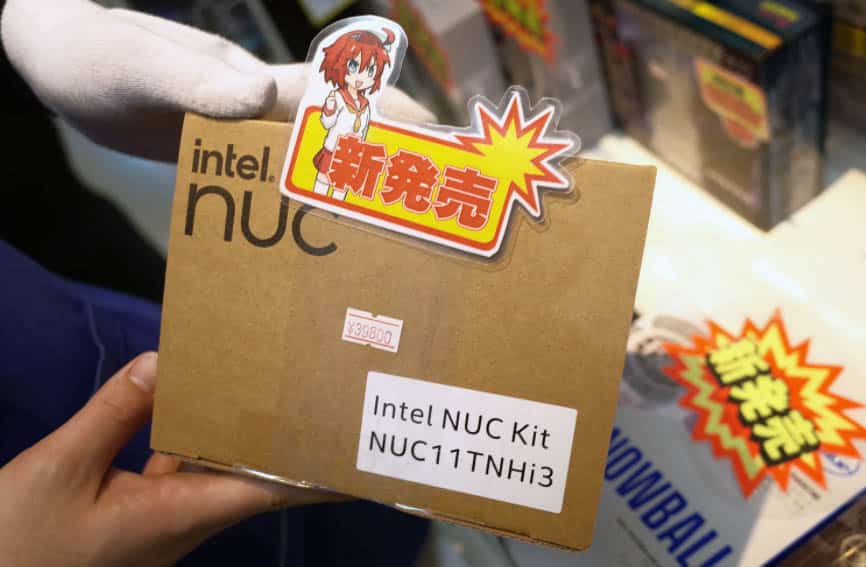 intel
nuc
新発売
¥39800
Intel NUC Kit
NUC11TNHi3
新発売
NOWBALL